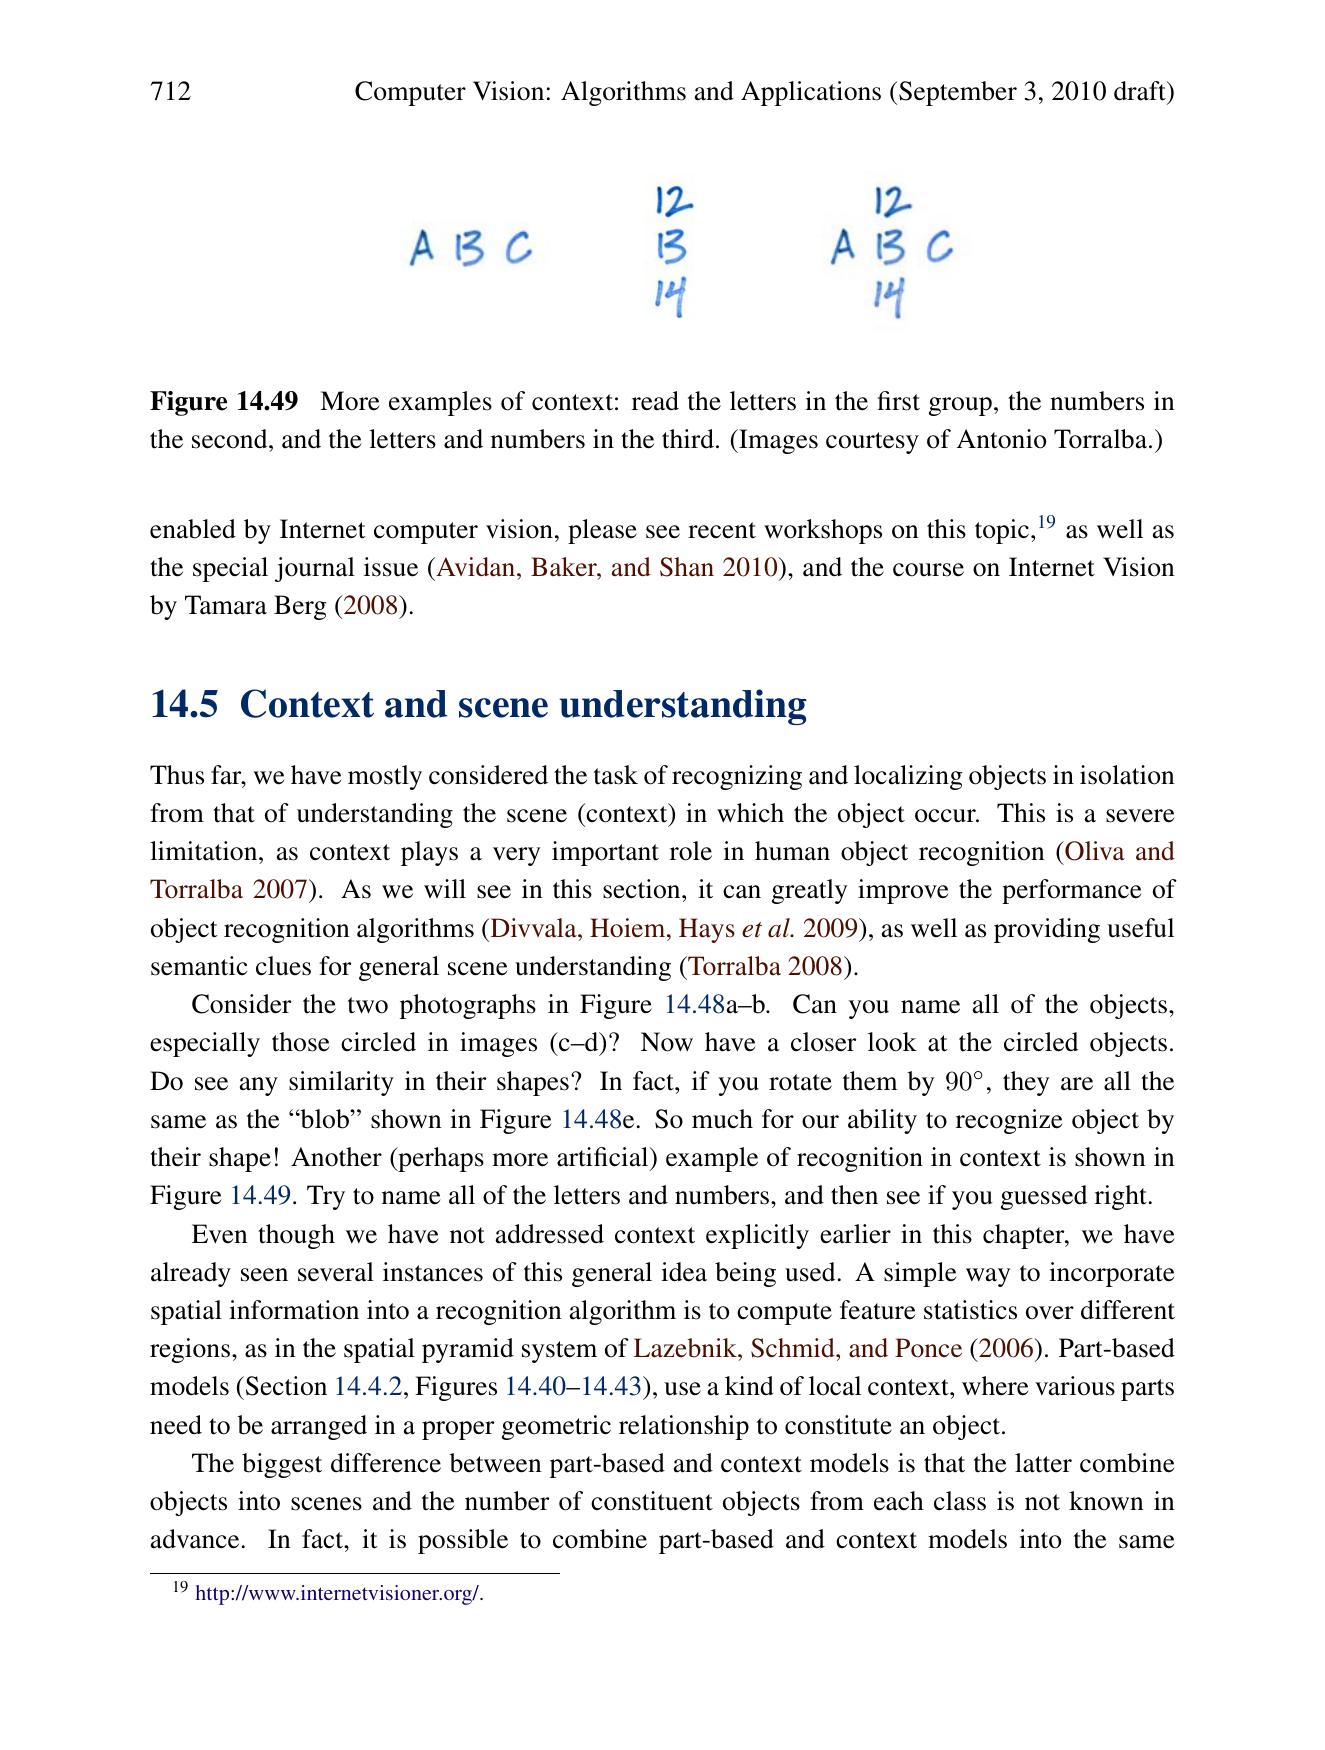 712 Computer Vision: Algorithms and Applications (September 3, 2010 draft)
12 12
A B C 13 A B C
14 14
Figure 14.49 More examples of context: read the letters in the first group, the numbers in
the second, and the letters and numbers in the third. (Images courtesy of Antonio Torralba.)
enabled by Internet computer vision, please see recent workshops on this topic,19 as well as
the special journal issue (Avidan, Baker, and Shan 2010), and the course on Internet Vision
by Tamara Berg (2008).
14.5 Context and scene understanding
Thus far, we have mostly considered the task of recognizing and localizing objects in isolation
from that of understanding the scene (context) in which the object occur. This is a severe
limitation, as context plays a very important role in human object recognition (Oliva and
Torralba 2007). As we will see in this section, it can greatly improve the performance of
object recognition algorithms (Divvala, Hoiem, Hays et al. 2009), as well as providing useful
semantic clues for general scene understanding (Torralba 2008).
Consider the two photographs in Figure 14.48a–b. Can you name all of the objects,
especially those circled in images (c–d)? Now have a closer look at the circled objects.
Do see any similarity in their shapes? In fact, if you rotate them by 90°, they are all the
same as the “blob” shown in Figure 14.48e. So much for our ability to recognize object by
their shape! Another (perhaps more artificial) example of recognition in context is shown in
Figure 14.49. Try to name all of the letters and numbers, and then see if you guessed right.
Even though we have not addressed context explicitly earlier in this chapter, we have
already seen several instances of this general idea being used. A simple way to incorporate
spatial information into a recognition algorithm is to compute feature statistics over different
regions, as in the spatial pyramid system of Lazebnik, Schmid, and Ponce (2006). Part-based
models (Section 14.4.2, Figures 14.40–14.43), use a kind of local context, where various parts
need to be arranged in a proper geometric relationship to constitute an object.
The biggest difference between part-based and context models is that the latter combine
objects into scenes and the number of constituent objects from each class is not known in
advance. In fact, it is possible to combine part-based and context models into the same
19 http://www.internetvisioner.org/.